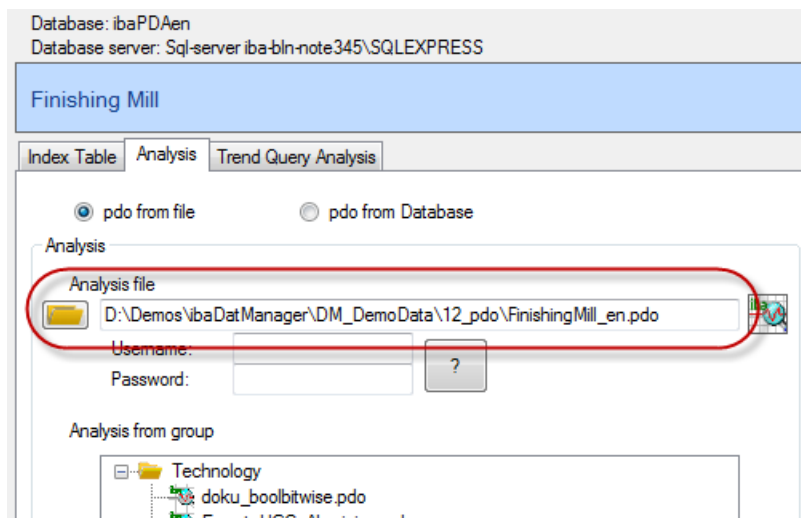 Database: ibaPDAen
Database server: Sql-server iba-bln-note345\SQLEXPRESS
Finishing Mill
Index Table Analysis Trend Query Analysis
pdo from file pdo from Database
Analysis
Analysis file
D:\Demos\ibaDatManager\DM_DemoData\12_pdo\FinishingMill_en.pdo
iba
Username:
?
Password:
Analysis from group
Technology
doku_boolbitwise.pdo